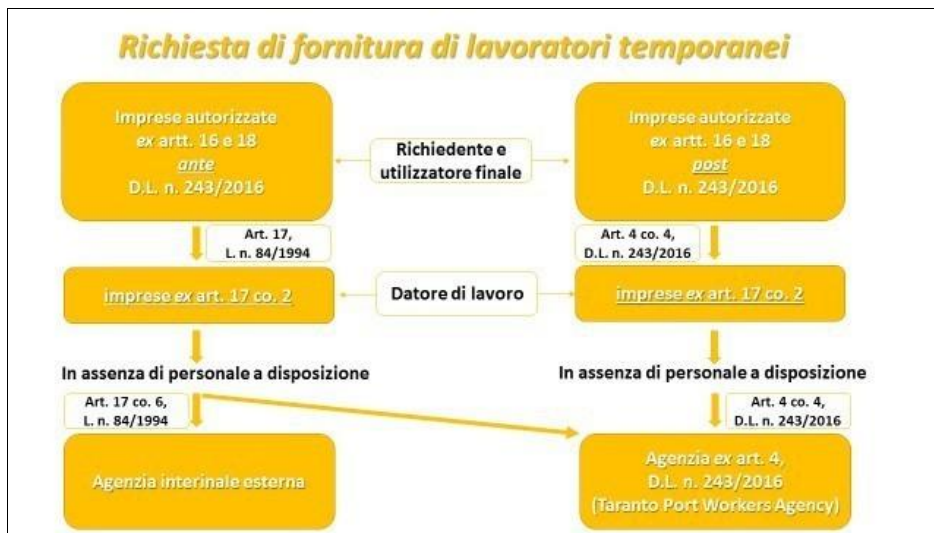 Richiesta di fornitura di lavoratori temporanei
Imprese autorizzate
ex artt. 16 e 18
ante
D.L. n. 243/2016
Richiedente e
utilizzatore finale
Imprese autorizzate
ex artt. 16 e 18
post
D.L. n. 243/2016
Art. 17,
L. n. 84/1994
Art. 4 co. 4,
D.L. n. 243/2016
imprese ex art. 17 co. 2
Datore di lavoro
imprese ex art. 17 co. 2
In assenza di personale a disposizione
In assenza di personale a disposizione
Art. 17 co. 6,
L. n. 84/1994
Art. 4 co. 4,
D.L. n. 243/2016
Agenzia interinale esterna
Agenzia ex art. 4,
D.L. n. 243/2016
(Taranto Port Workers Agency)